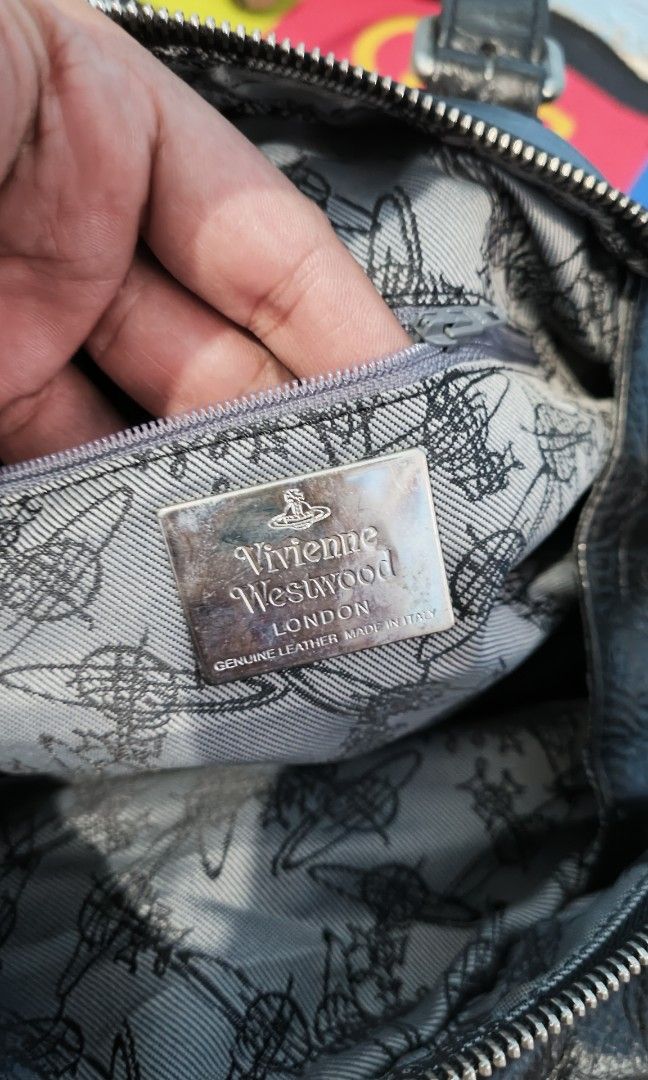 Vivienne
Westwood
LONDON
GENUINE LEATHER MADE IN ITALY